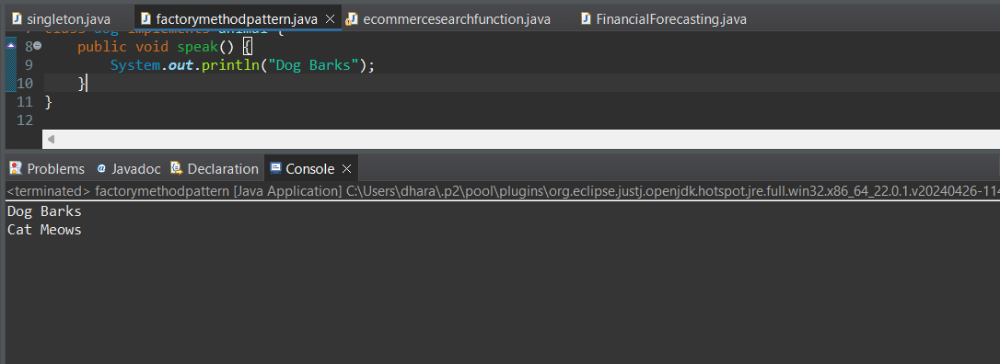 singleton.java factorymethodpattern.java ecommercesearchfunction.java FinancialForecasting.java
7 class dog implements animal {
8 public void speak() {
9 System.out.println("Dog Barks");
10 }
11 }
12
Problems @ Javadoc Declaration Console
<terminated> factorymethodpattern [Java Application] C:\Users\dhara\.p2\pool\plugins\org.eclipse.justj.openjdk.hotspot.jre.full.win32.x86_64_22.0.1.v20240426-114
Dog Barks
Cat Meows